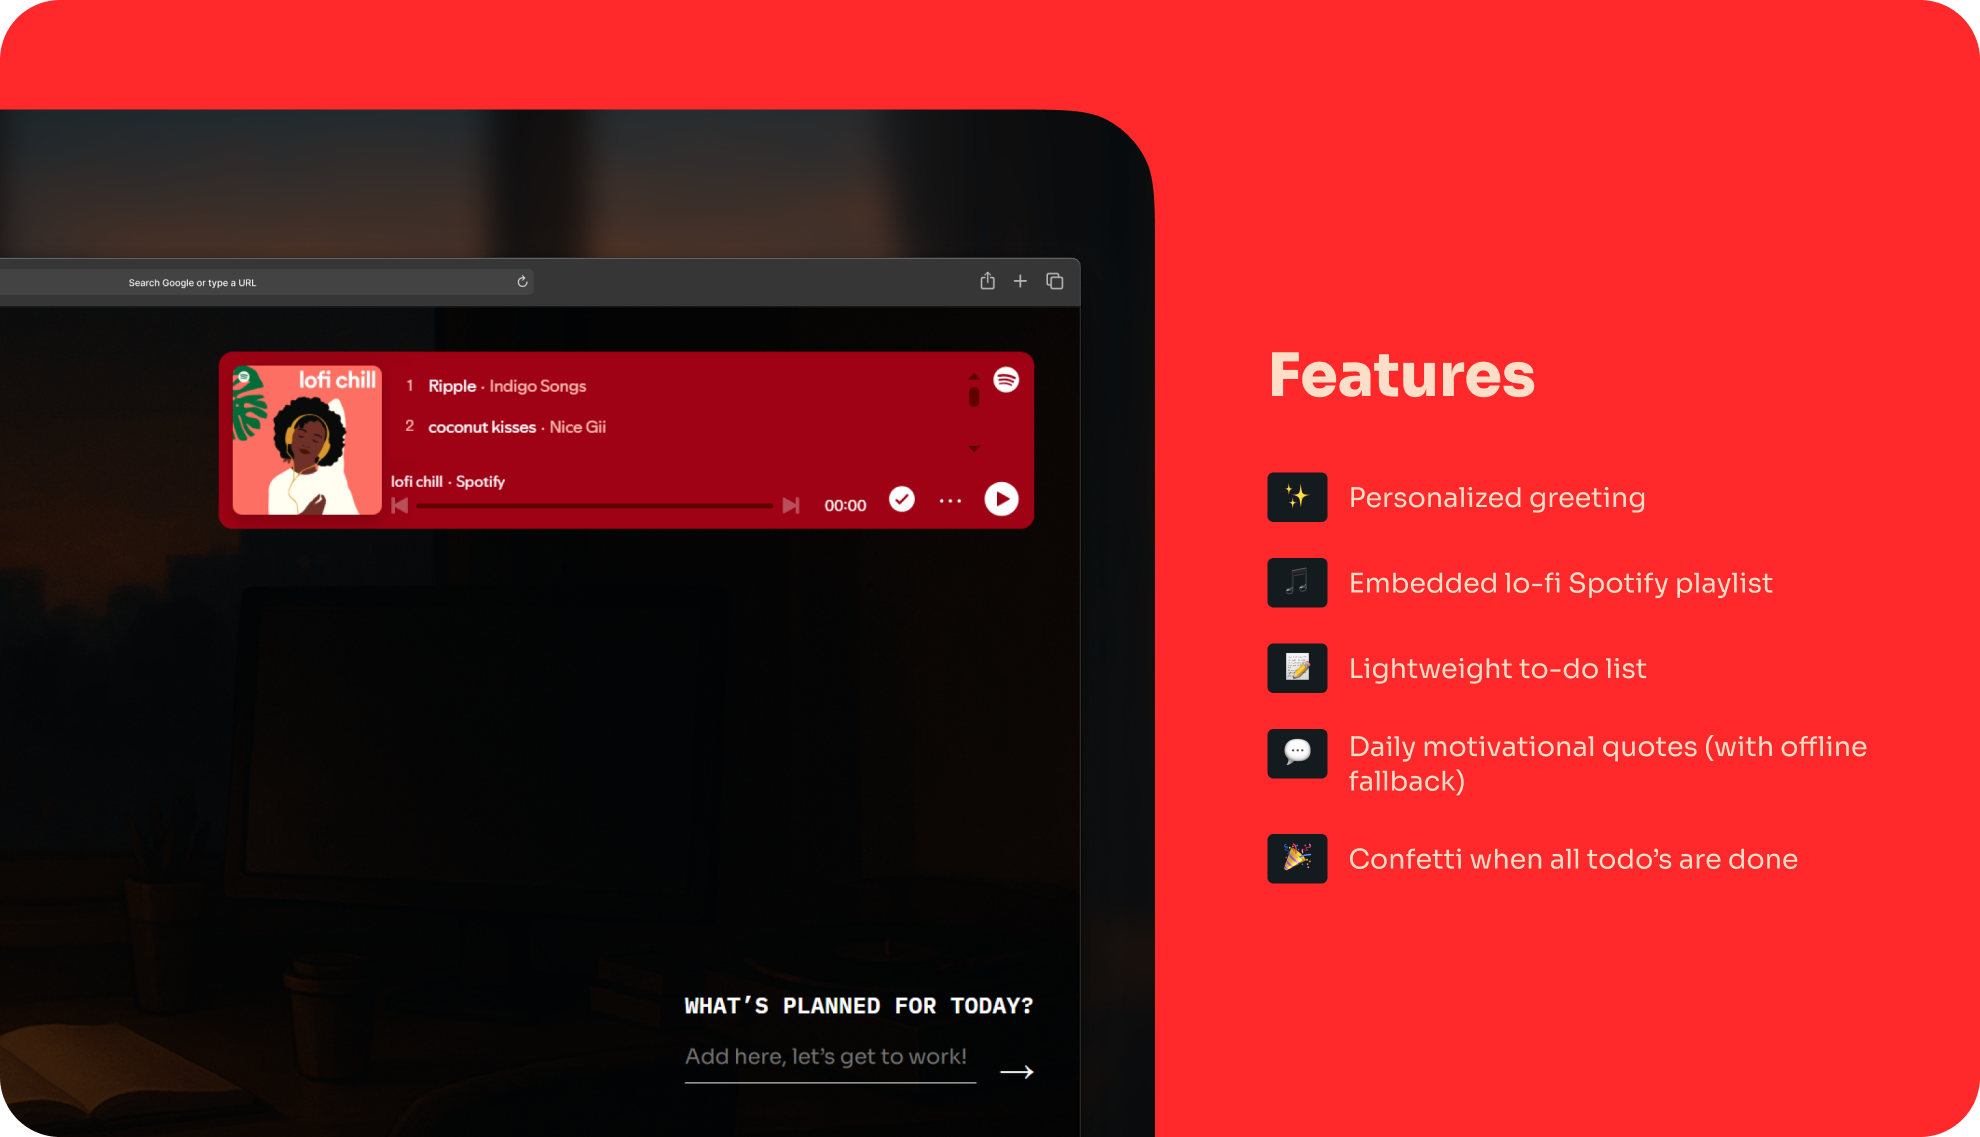 Search Google or type a URL
lofi chill
1 Ripple · Indigo Songs
2 coconut kisses · Nice Gii
lofi chill · Spotify
00:00
WHAT’S PLANNED FOR TODAY?
Add here, let’s get to work!
Features
Personalized greeting
Embedded lo-fi Spotify playlist
Lightweight to-do list
Daily motivational quotes (with offline
fallback)
Confetti when all todo’s are done